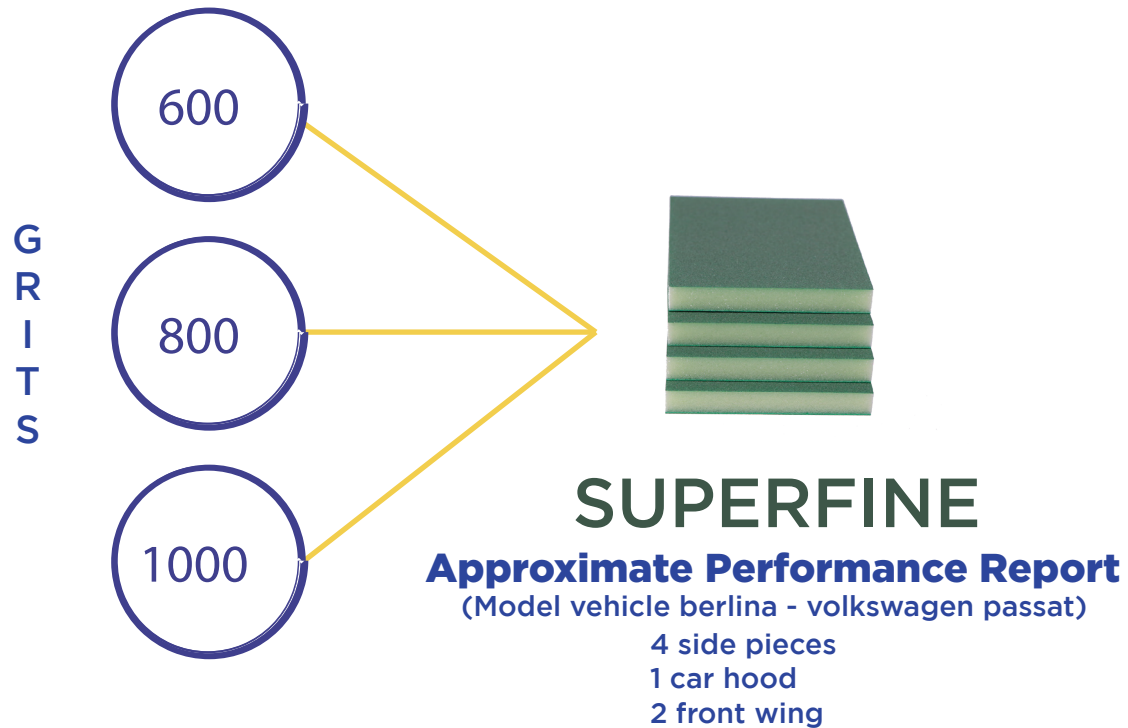 GRITS
600
800
1000
SUPERFINE
Approximate Performance Report
(Model vehicle berlina - volkswagen passat)
4 side pieces
1 car hood
2 front wing